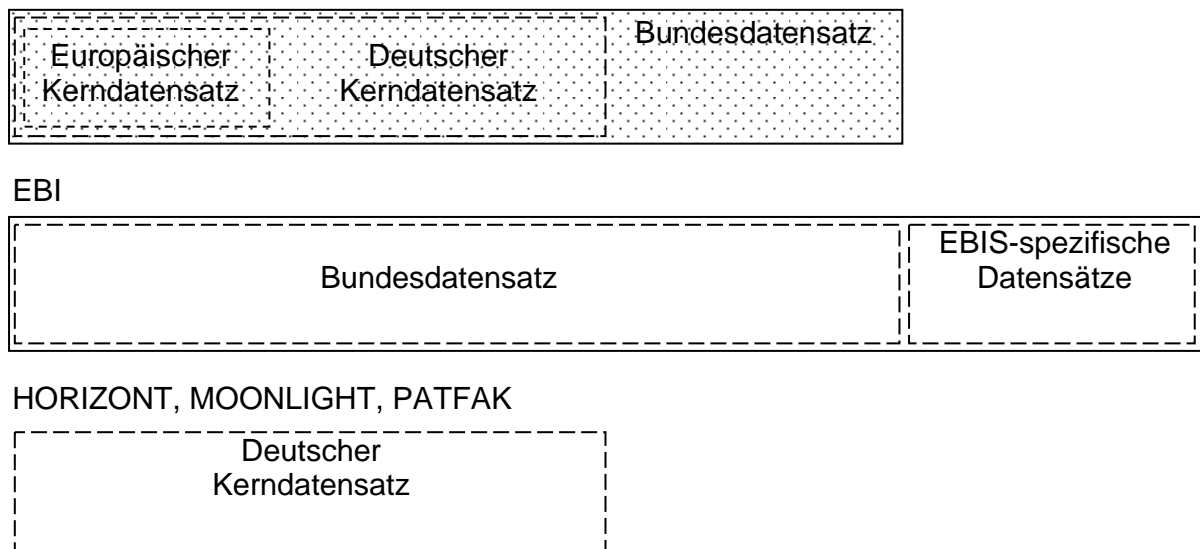 Bundesdatensatz
Europäischer
Kerndatensatz
Deutscher
Kerndatensatz
EBI
Bundesdatensatz
EBIS-spezifische
Datensätze
HORIZONT, MOONLIGHT, PATFAK
Deutscher
Kerndatensatz